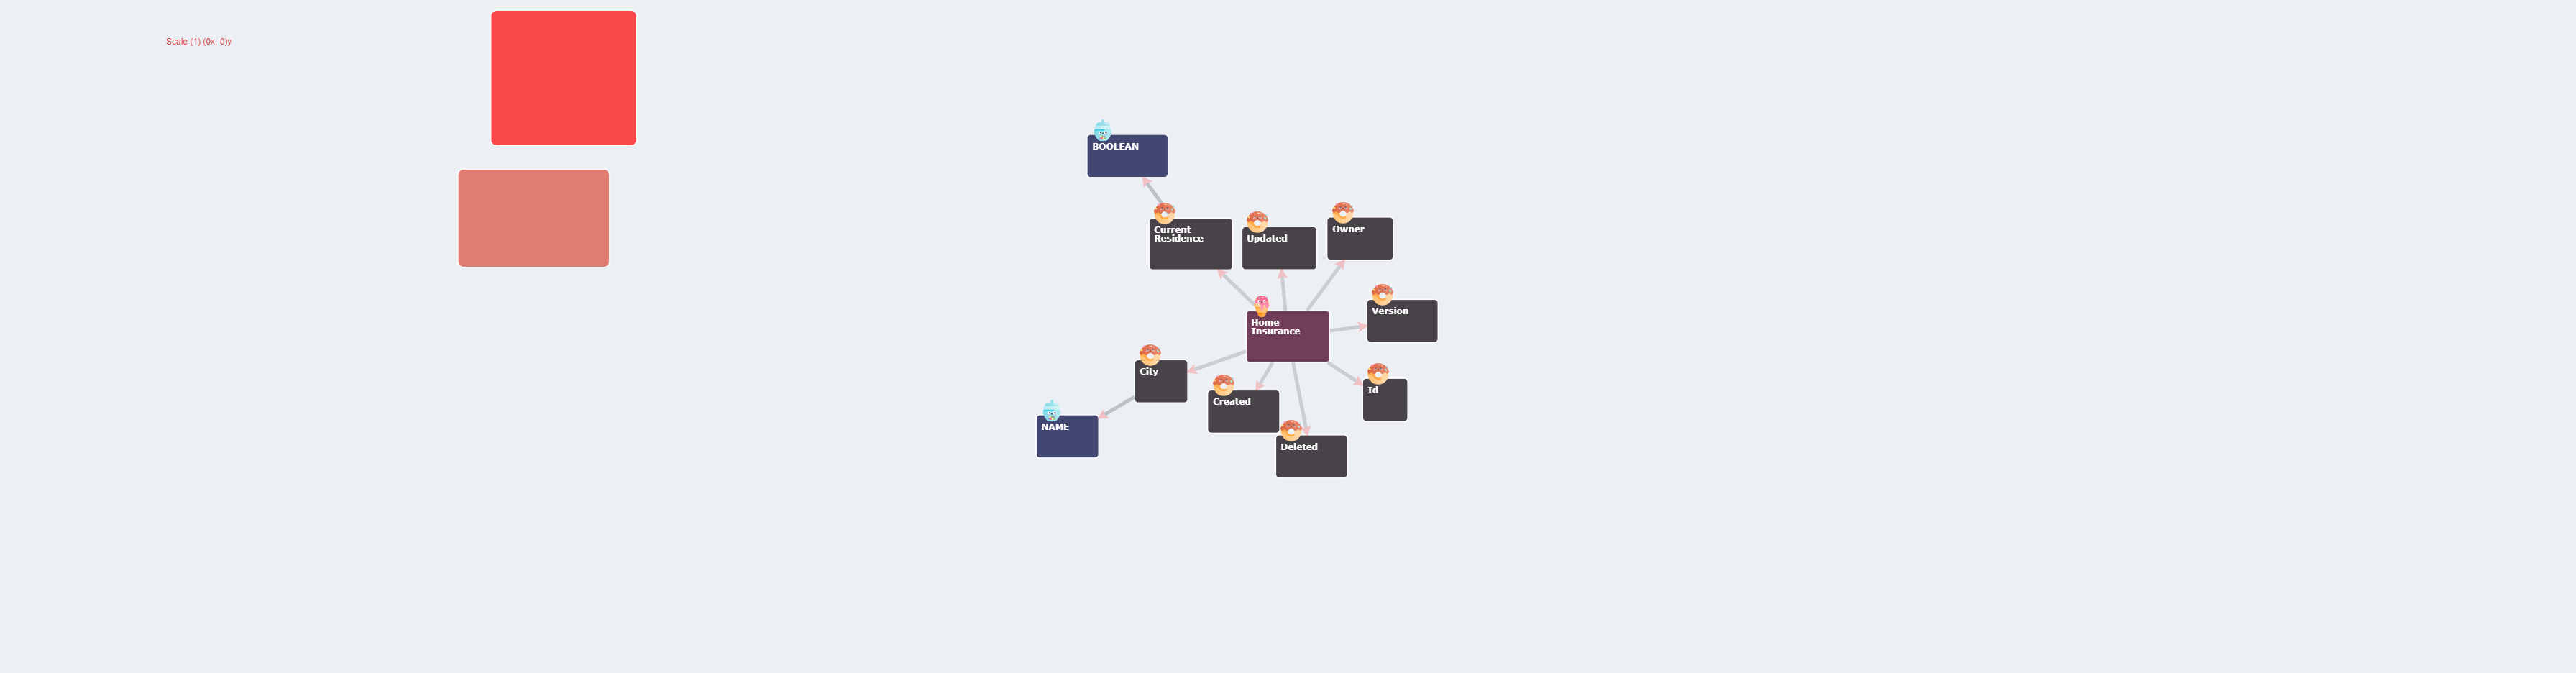 Scale (1) (0x, 0)y
BOOLEAN
Current
Residence
Updated
Owner
Home
Insurance
Version
City
Created
Id
NAME
Deleted